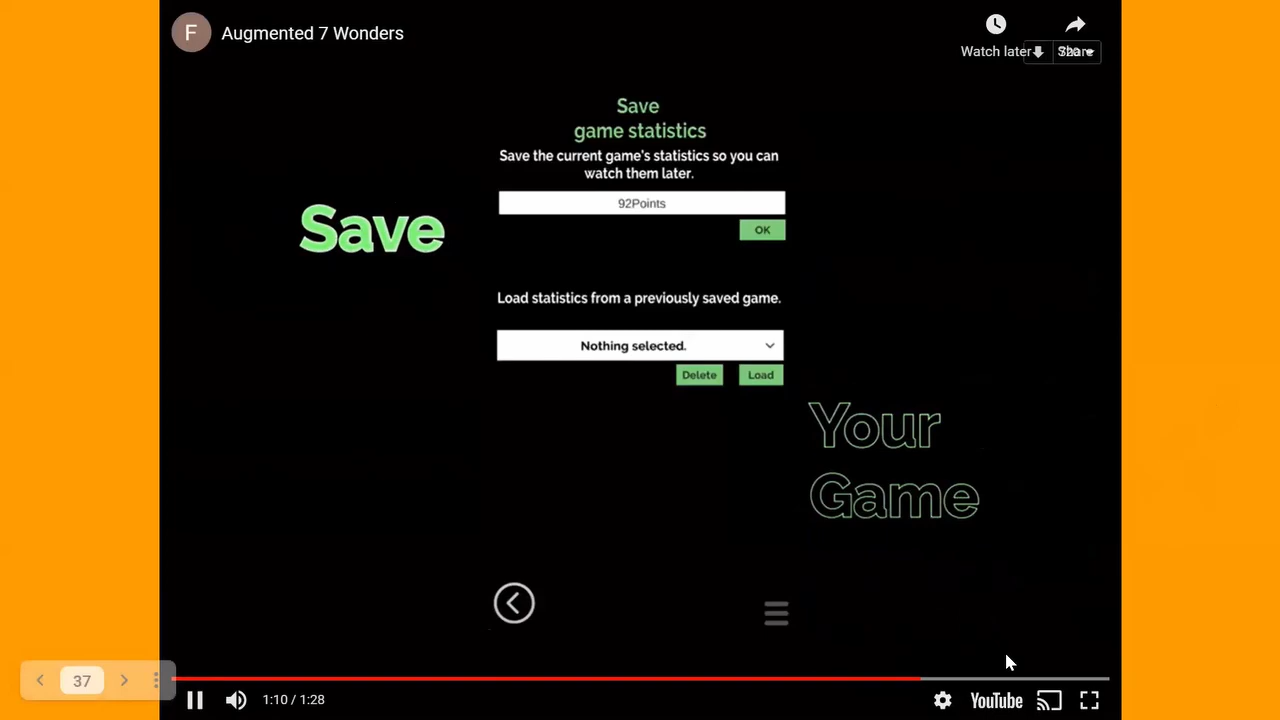 F
Augmented 7 Wonders
Watch later
Share
Save
game statistics
Save the current game's statistics so you can
watch them later.
92Points
OK
Save
Load statistics from a previously saved game.
Nothing selected.
Delete
Load
Your
Game
37
1:10 / 1:28
YouTube